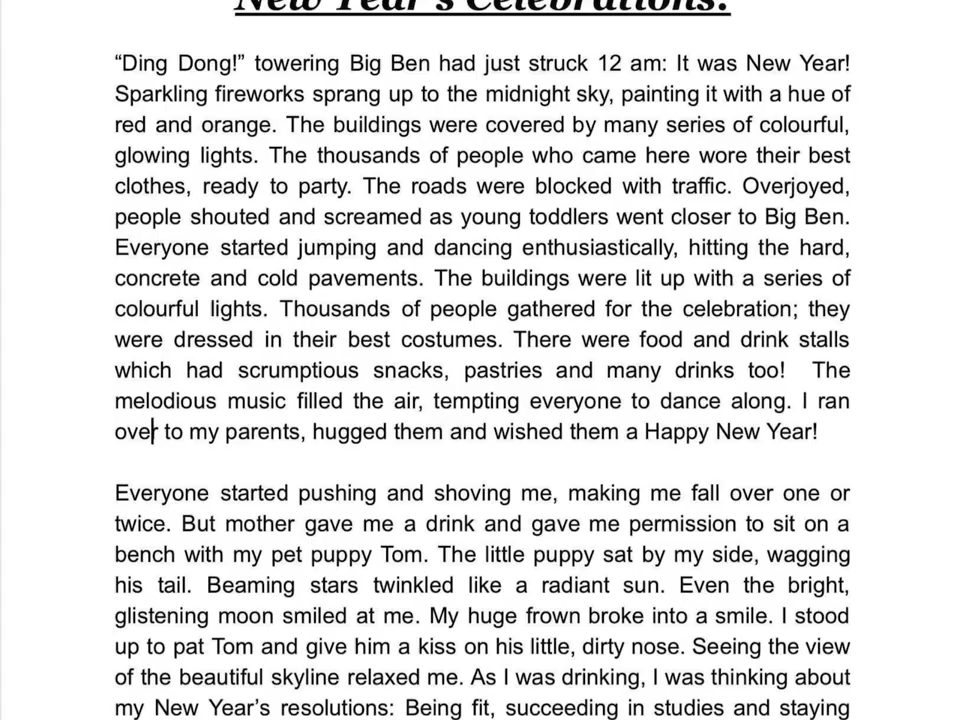 New Year's Celebrations:
“Ding Dong!” towering Big Ben had just struck 12 am: It was New Year!
Sparkling fireworks sprang up to the midnight sky, painting it with a hue of
red and orange. The buildings were covered by many series of colourful,
glowing lights. The thousands of people who came here wore their best
clothes, ready to party. The roads were blocked with traffic. Overjoyed,
people shouted and screamed as young toddlers went closer to Big Ben.
Everyone started jumping and dancing enthusiastically, hitting the hard,
concrete and cold pavements. The buildings were lit up with a series of
colourful lights. Thousands of people gathered for the celebration; they
were dressed in their best costumes. There were food and drink stalls
which had scrumptious snacks, pastries and many drinks too! The
melodious music filled the air, tempting everyone to dance along. I ran
over to my parents, hugged them and wished them a Happy New Year!
Everyone started pushing and shoving me, making me fall over one or
twice. But mother gave me a drink and gave me permission to sit on a
bench with my pet puppy Tom. The little puppy sat by my side, wagging
his tail. Beaming stars twinkled like a radiant sun. Even the bright,
glistening moon smiled at me. My huge frown broke into a smile. I stood
up to pat Tom and give him a kiss on his little, dirty nose. Seeing the view
of the beautiful skyline relaxed me. As I was drinking, I was thinking about
my New Year’s resolutions: Being fit, succeeding in studies and staying